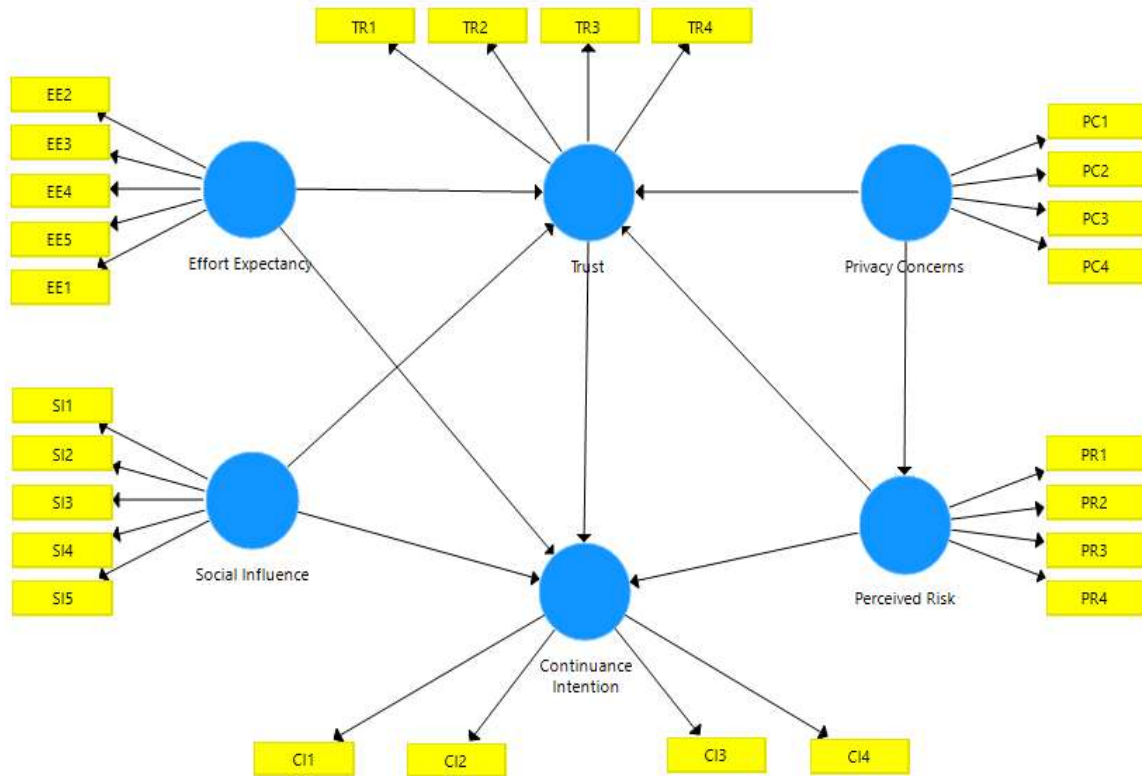 TR1
TR2
TR3
TR4
EE2
EE3
EE4
EE5
EE1
Effort Expectancy
Trust
Privacy Concerns
PC1
PC2
PC3
PC4
SI1
SI2
SI3
SI4
SI5
Social Influence
Continuance
Intention
Perceived Risk
PR1
PR2
PR3
PR4
CI1
CI2
CI3
CI4